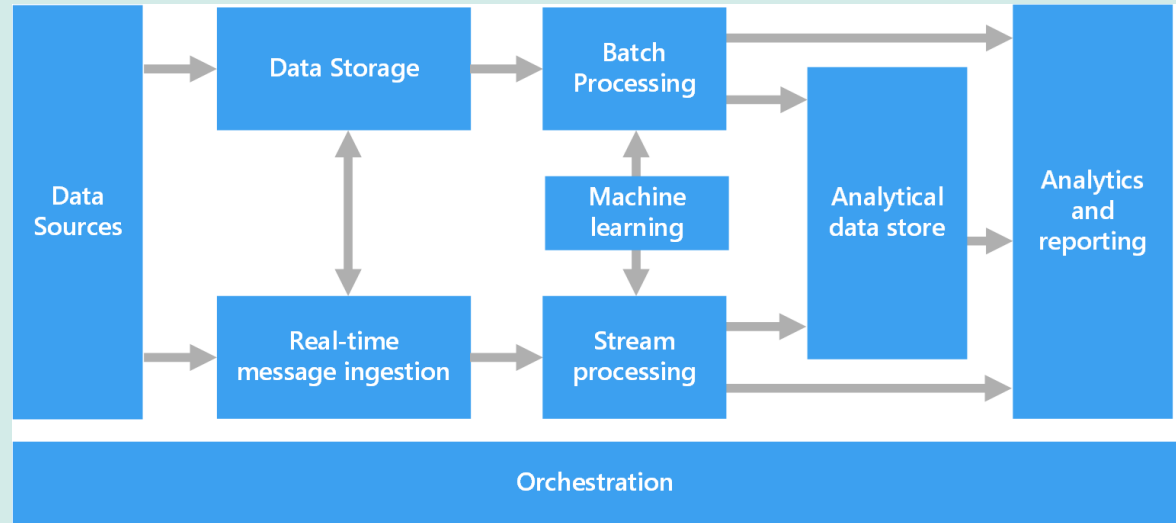 Data
Sources
Data Storage
Real-time
message ingestion
Batch
Processing
Machine
learning
Stream
processing
Analytical
data store
Analytics
and
reporting
Orchestration